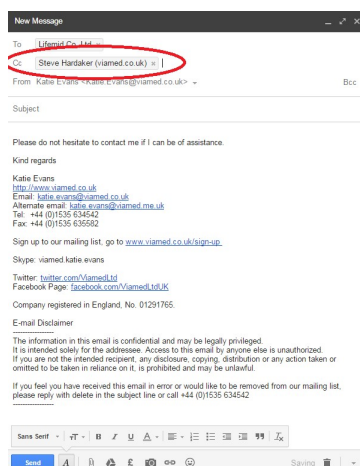 New Message
To Lifemid Co. Ltd ×
Cc Steve Hardaker (viamed.co.uk) ×
From Katie Evans <Katie.Evans@viamed.co.uk> Bcc
Subject
Please do not hesitate to contact me if I can be of assistance.
Kind regards
Katie Evans
http://www.viamed.co.uk
Email: katie.evans@viamed.co.uk
Alternate email: katie.evans@viamed.me.uk
Tel: +44 (0)1535 634542
Fax: +44 (0)1535 635582
Sign up to our mailing list, go to www.viamed.co.uk/sign-up
Skype: viamed.katie.evans
Twitter: twitter.com/ViamedLtd
Facebook Page: facebook.com/ViamedLtdUK
Company registered in England, No. 01291765.
E-mail Disclaimer
----------------
The information in this email is confidential and may be legally privileged.
It is intended solely for the addressee. Access to this email by anyone else is unauthorized.
If you are not the intended recipient, any disclosure, copying, distribution or any action taken or
omitted to be taken in reliance on it, is prohibited and may be unlawful.
If you feel you have received this email in error or would like to be removed from our mailing list,
please reply with delete in the subject line or call +44 (0)1535 634542
----------------
Sans Serif T B I U A Tx
Send A £ Saving